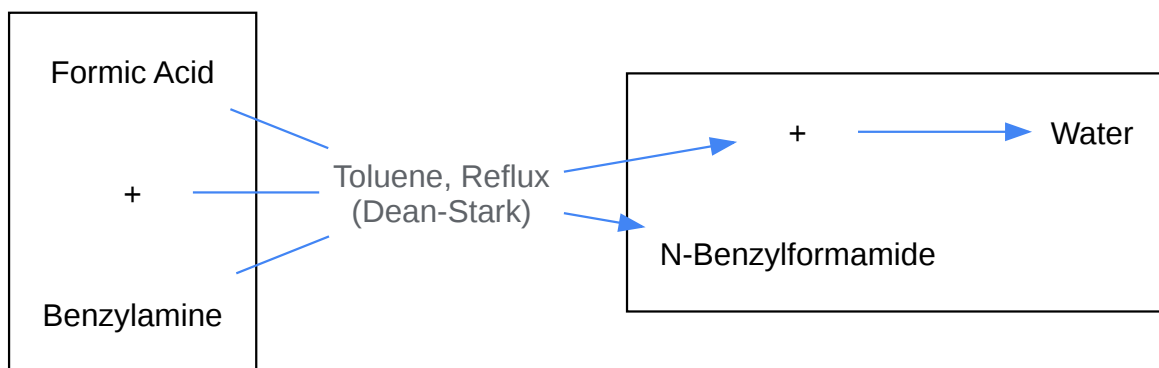 Formic Acid
+
Benzylamine
Toluene, Reflux
(Dean-Stark)
+
Water
N-Benzylformamide